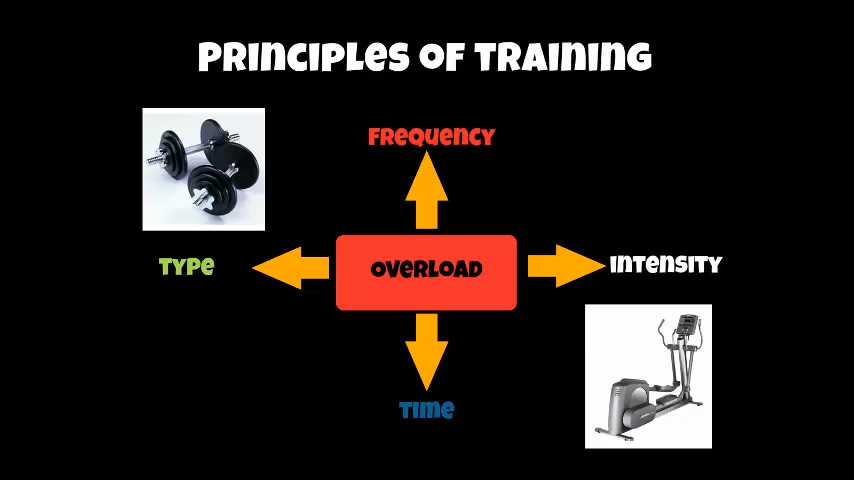 PRINCIPLES OF TRAINING
FREQUENCY
TYPE
OVERLOAD
INTENSITY
TIME